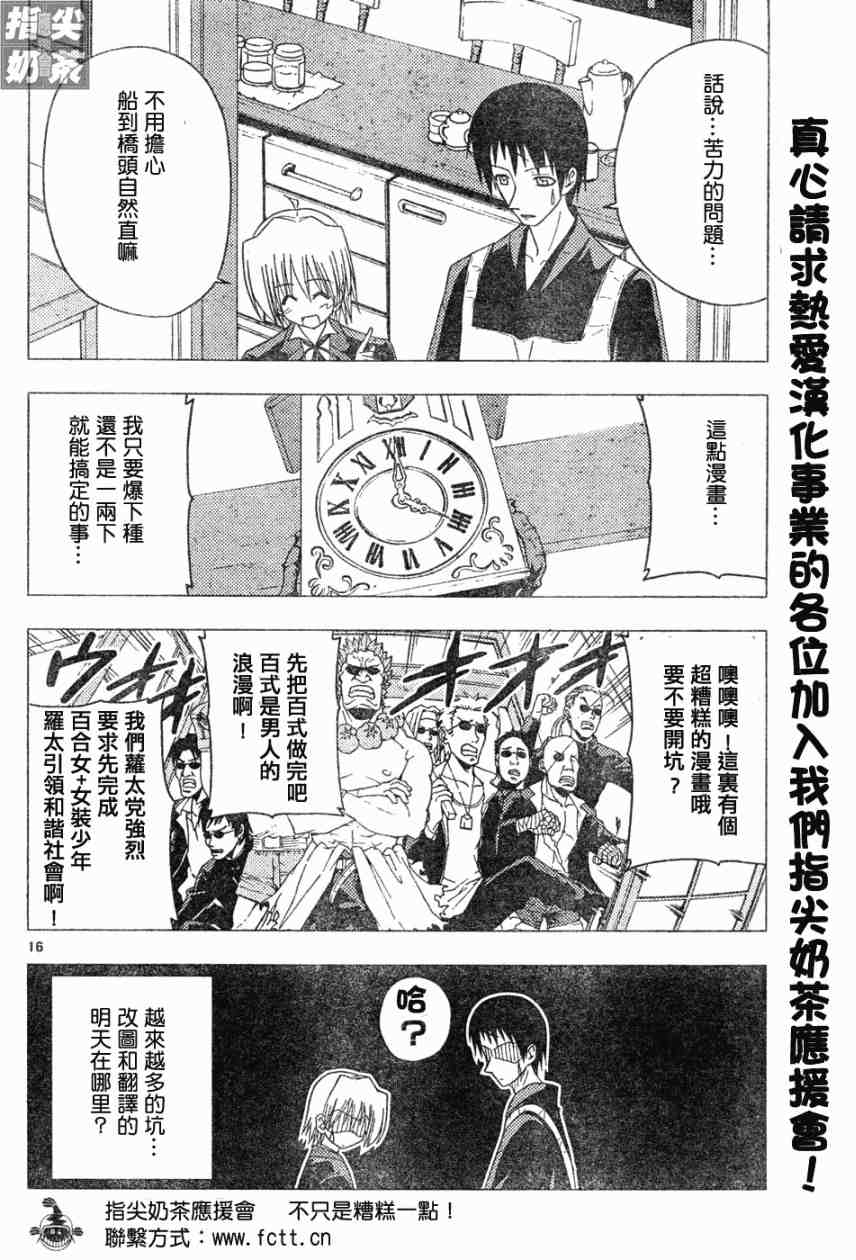 指尖
奶茶
話說…苦力的問題…
不用擔心
船到橋頭自然直嘛
這點漫畫…
我只要爆下種
還不是一兩下
就能搞定的事…
噢噢噢！這裏有個
超糟糕的漫畫哦
要不要開坑？
先把百式做完吧
百式是男人的
浪漫啊！
我們蘿太党強烈
要求先完成
百合女+女裝少年
羅太引領和諧社會啊！
16
哈？
越來越多的坑…
改圖和翻譯的
明天在哪里？
真心請求熱愛漢化事業的各位加入我們指尖奶茶應援會！
指尖奶茶應援會 不只是糟糕一點！
聯繫方式：www.fctt.cn